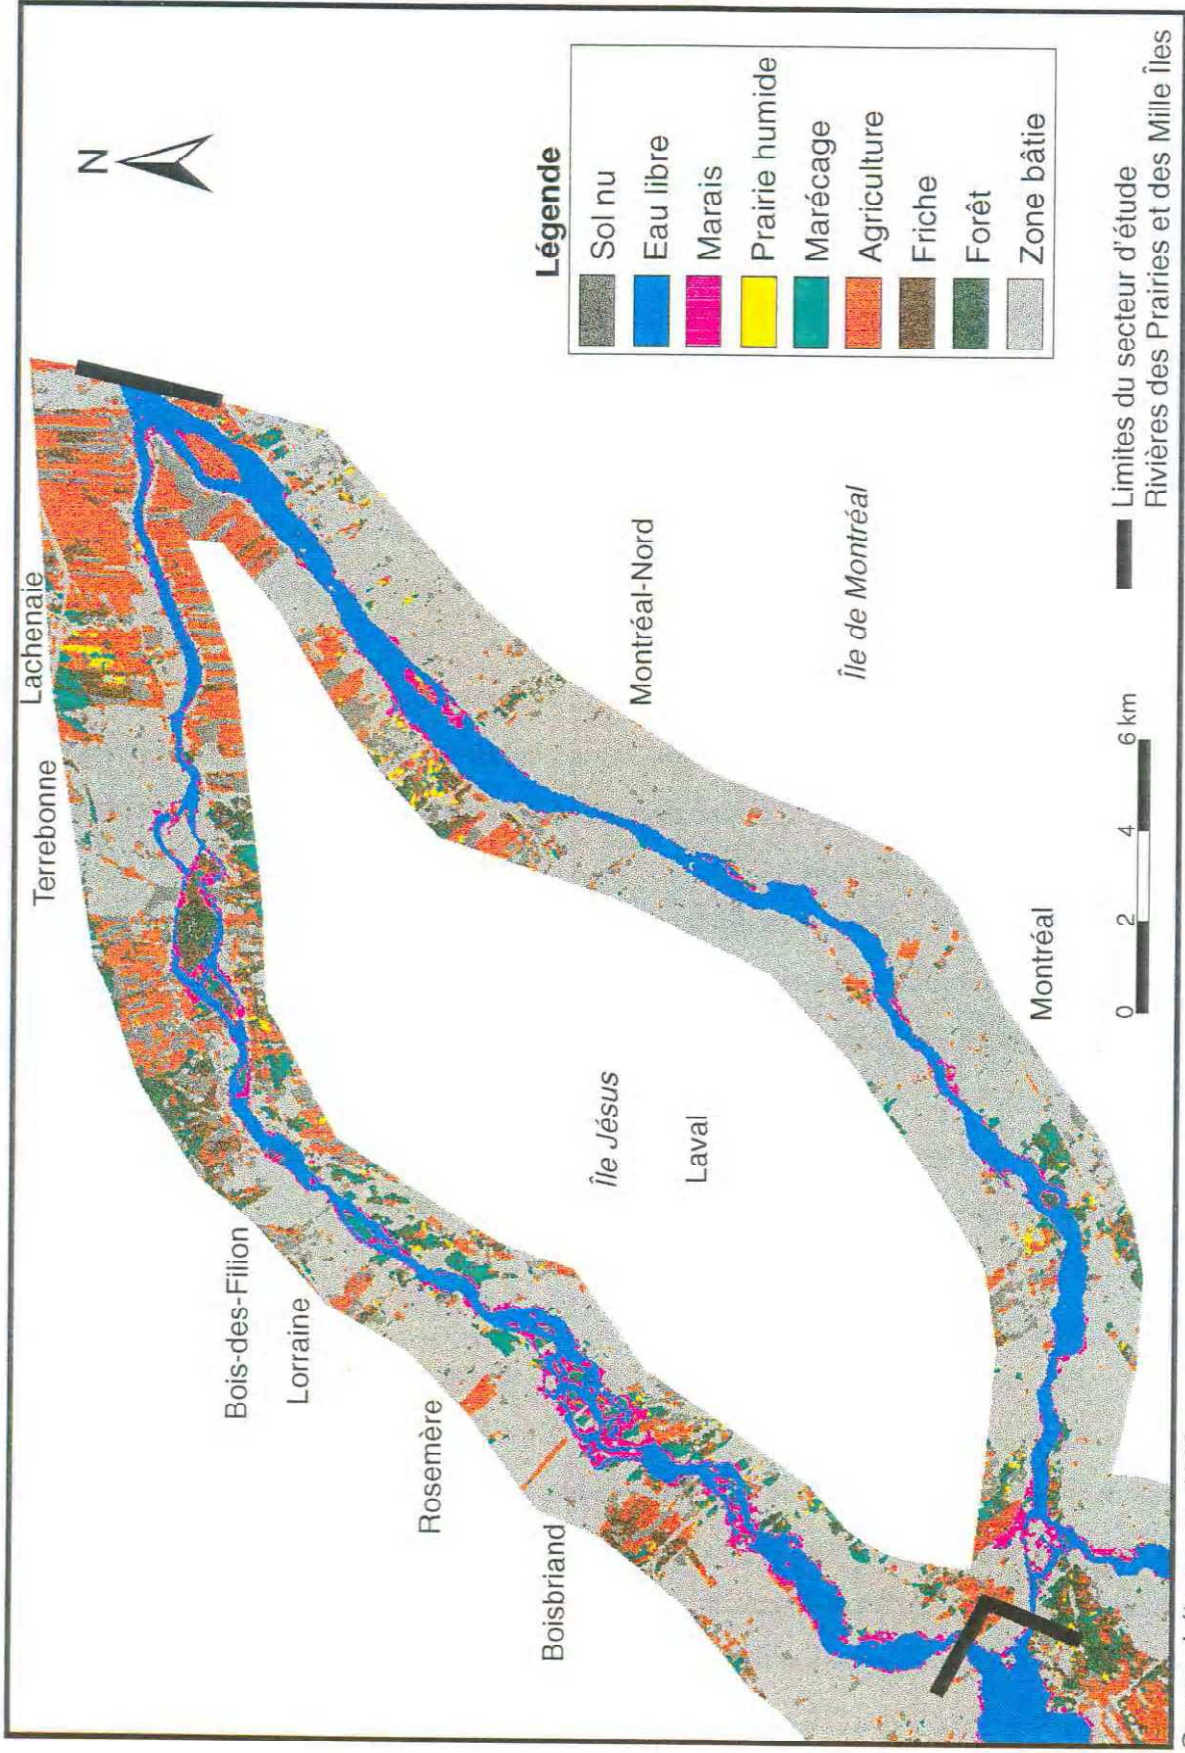 N
Lachenaie
Terrebonne
Bois-des-Filion
Lorraine
Rosemère
Boisbriand
Île Jésus
Laval
Montréal-Nord
Île de Montréal
Montréal
Légende
Sol nu
Eau libre
Marais
Prairie humide
Marécage
Agriculture
Friche
Forêt
Zone bâtie
0 2 4 6 km
Limites du secteur d'étude
Rivières des Prairies et des Mille Îles